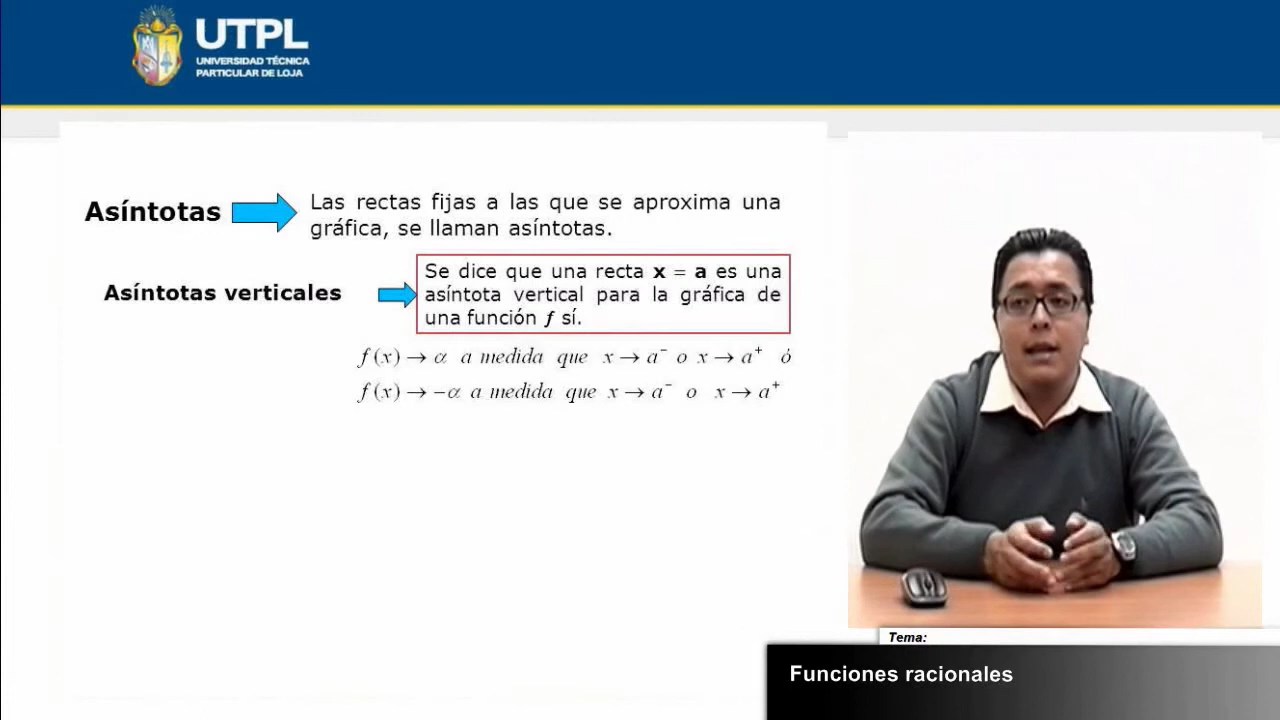 UTPL
UNIVERSIDAD TÉCNICA
PARTICULAR DE LOJA
Asíntotas
Las rectas fijas a las que se aproxima una
gráfica, se llaman asíntotas.
Asíntotas verticales
Se dice que una recta x = a es una
asíntota vertical para la gráfica de
una función f sí.
f (x) → α a medida que x → a⁻ o x → a⁺ ó
f (x) → −α a medida que x → a⁻ o x → a⁺
Tema:
Funciones racionales